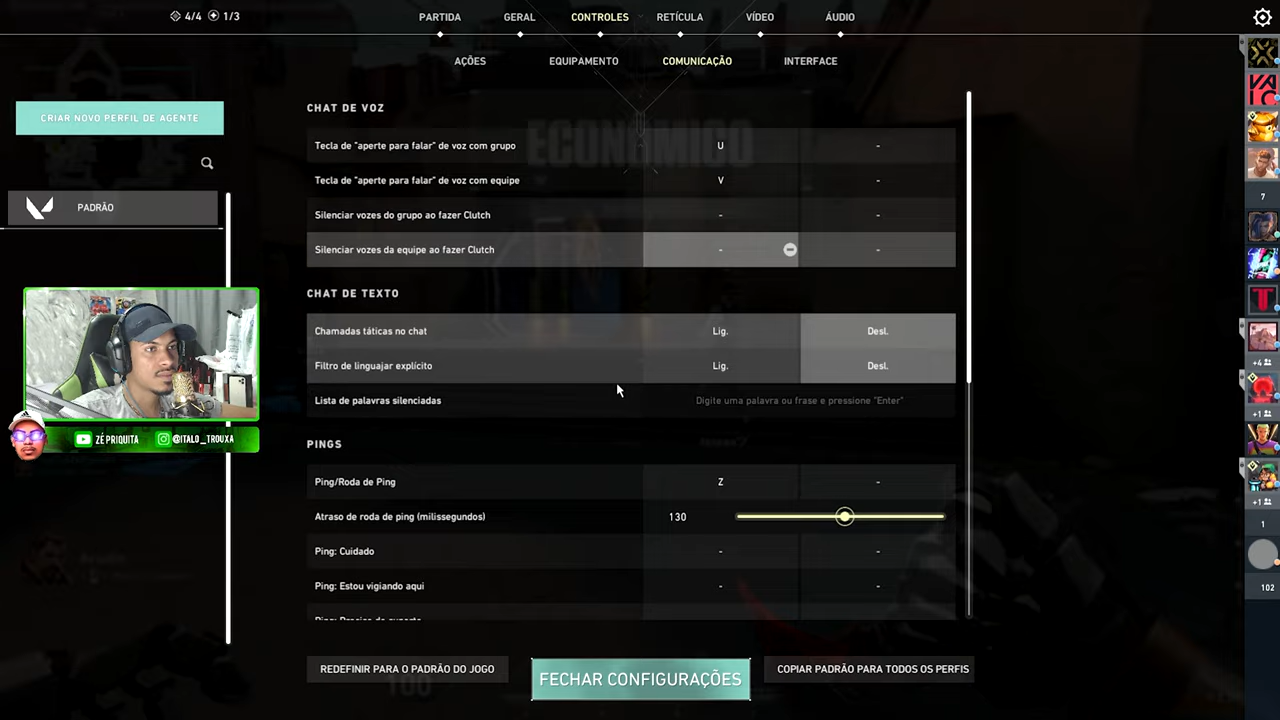 4/4 1/3
PARTIDA GERAL CONTROLES RETÍCULA VÍDEO ÁUDIO
AÇÕES EQUIPAMENTO COMUNICAÇÃO INTERFACE
CRIAR NOVO PERFIL DE AGENTE
PADRÃO
ECONÔMICO
CHAT DE VOZ
Tecla de "aperte para falar" de voz com grupo U -
Tecla de "aperte para falar" de voz com equipe V -
Silenciar vozes do grupo ao fazer Clutch - -
Silenciar vozes da equipe ao fazer Clutch - -
CHAT DE TEXTO
Chamadas táticas no chat Lig. Desl.
Filtro de linguajar explícito Lig. Desl.
Lista de palavras silenciadas Digite uma palavra ou frase e pressione "Enter"
PINGS
Ping/Roda de Ping Z -
Atraso de roda de ping (milissegundos) 130
Ping: Cuidado - -
Ping: Estou vigiando aqui - -
REDEFINIR PARA O PADRÃO DO JOGO
FECHAR CONFIGURAÇÕES
COPIAR PADRÃO PARA TODOS OS PERFIS
100
ZÉ PRIQUITA @ITALO_TROUXA
7
+4
+1
+1
1
102